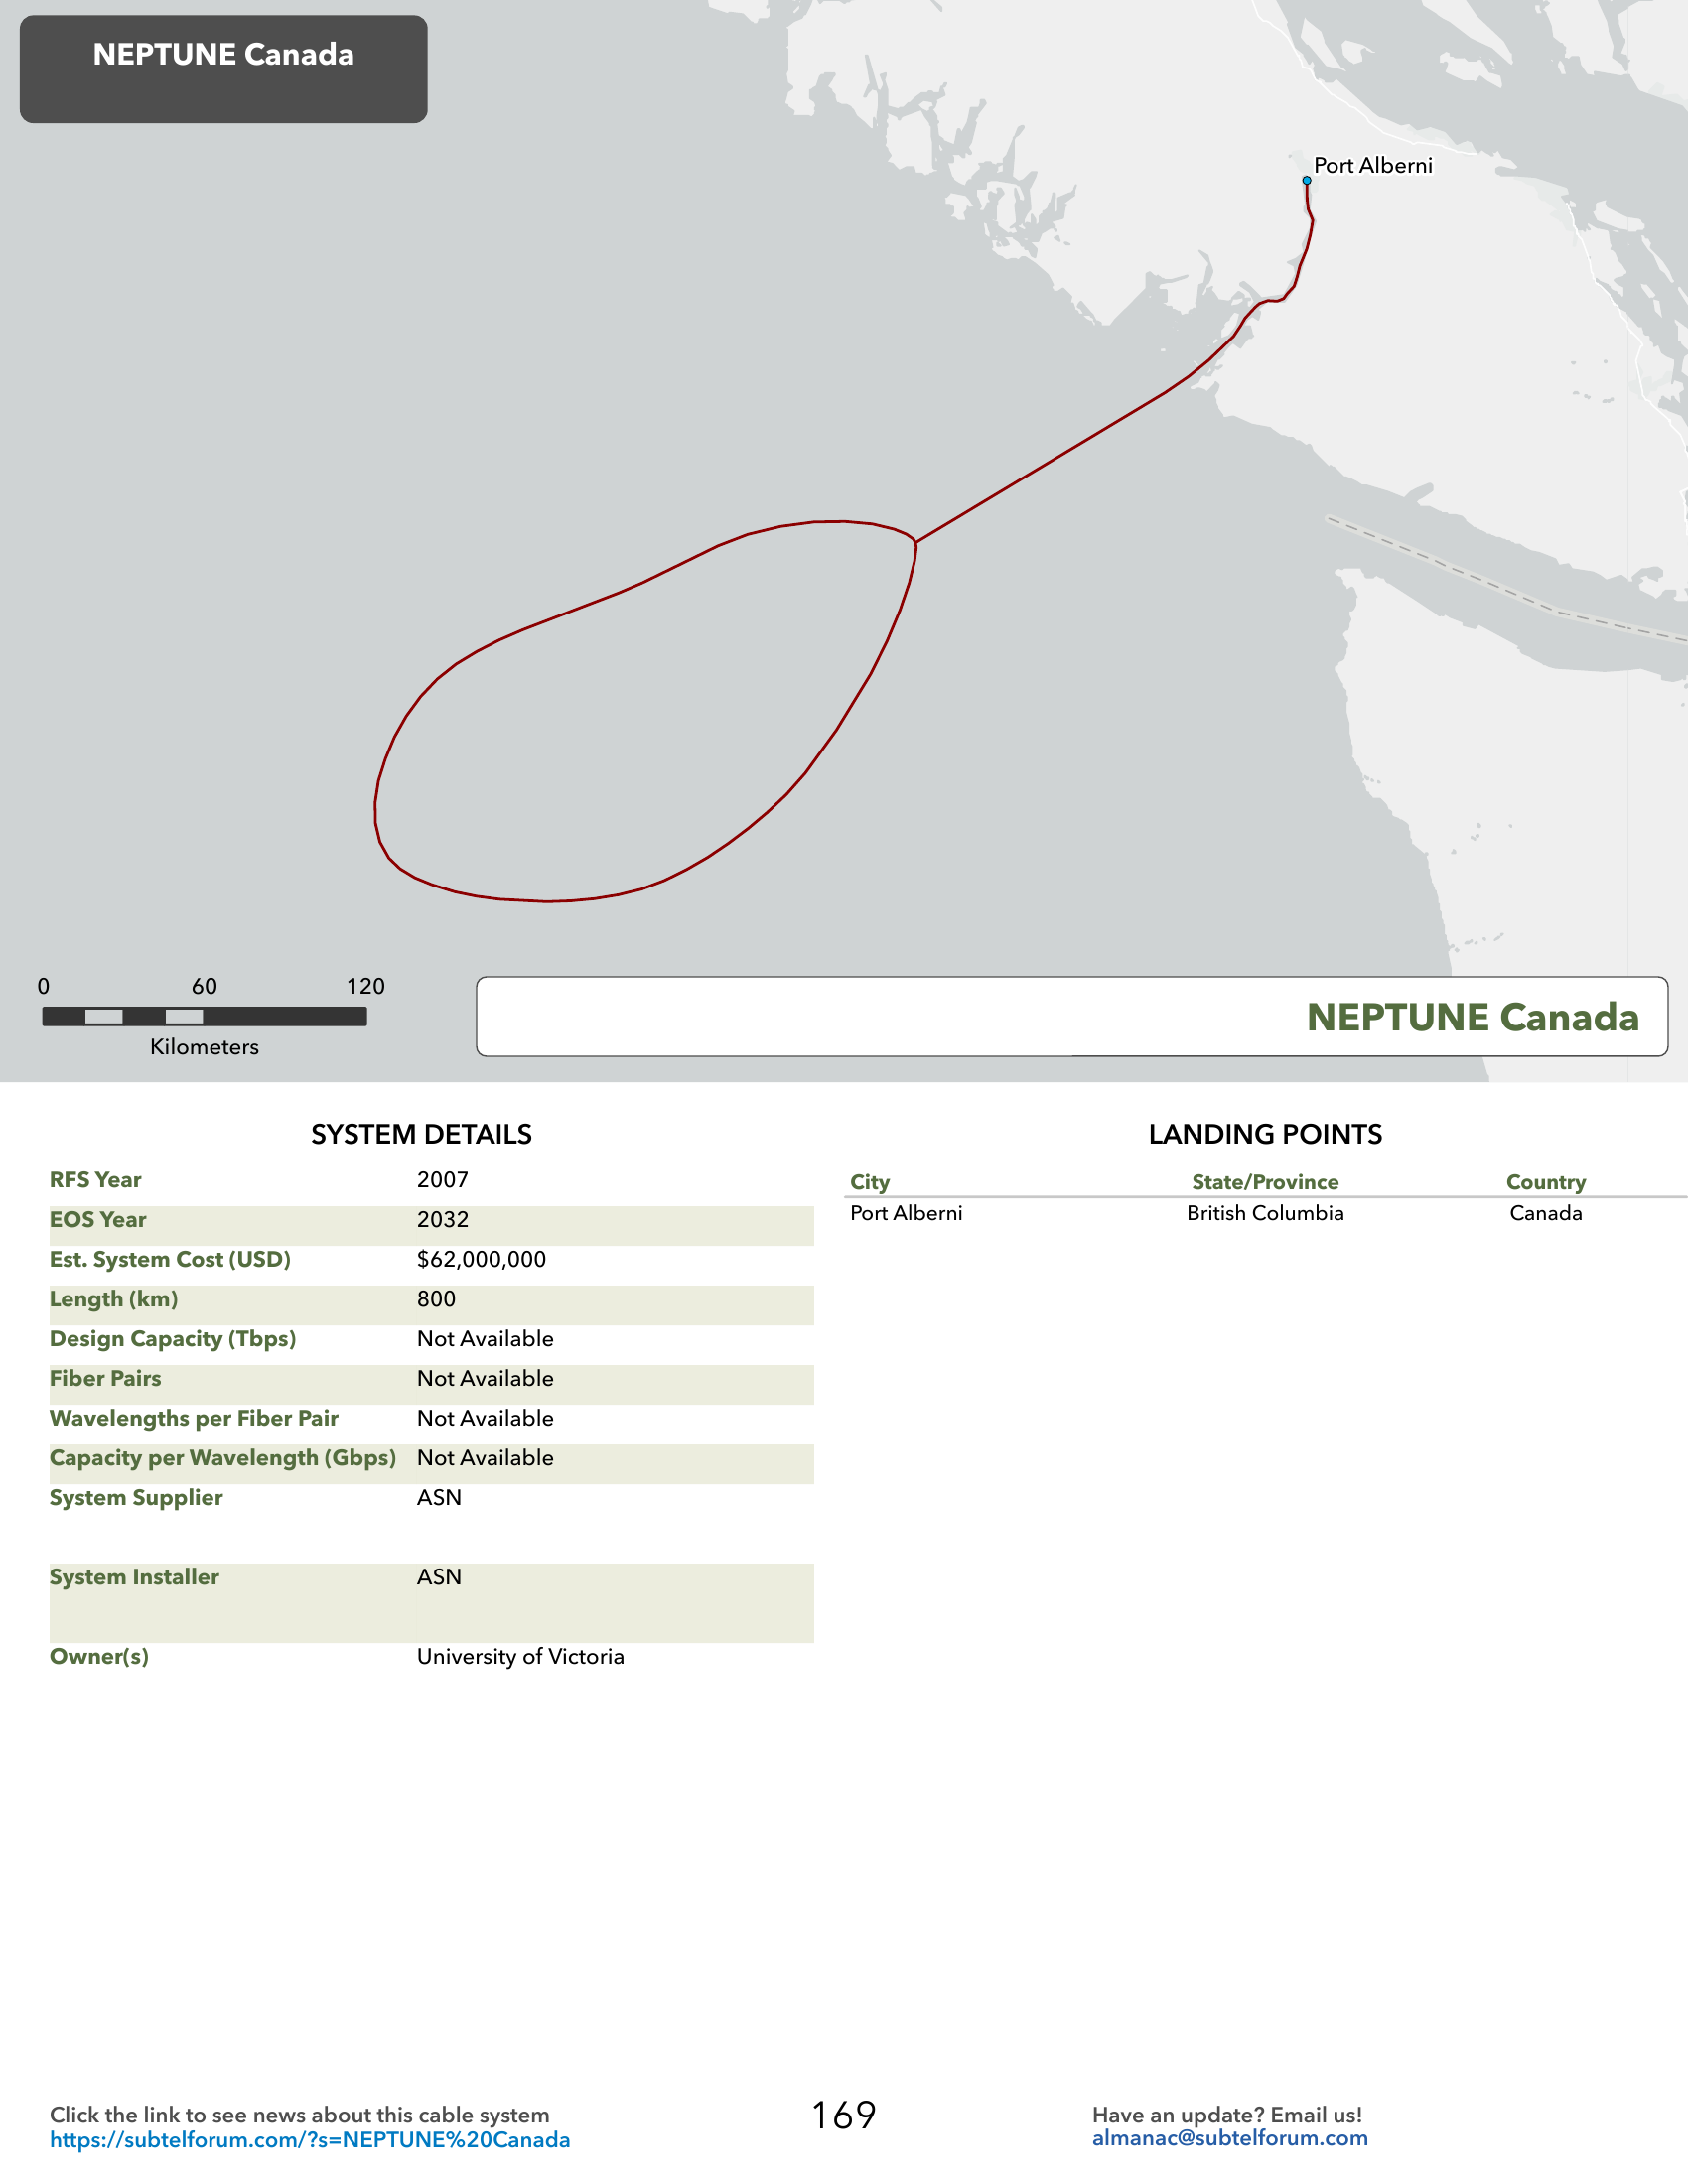 NEPTUNE Canada
Port Alberni
0 60 120
Kilometers
NEPTUNE Canada
SYSTEM DETAILS
RFS Year 2007
EOS Year 2032
Est. System Cost (USD) $62,000,000
Length (km) 800
Design Capacity (Tbps) Not Available
Fiber Pairs Not Available
Wavelengths per Fiber Pair Not Available
Capacity per Wavelength (Gbps) Not Available
System Supplier ASN
System Installer ASN
Owner(s) University of Victoria
LANDING POINTS
City State/Province Country
Port Alberni British Columbia Canada
Click the link to see news about this cable system
https://subtelforum.com/?s=NEPTUNE%20Canada
169
Have an update? Email us!
almanac@subtelforum.com